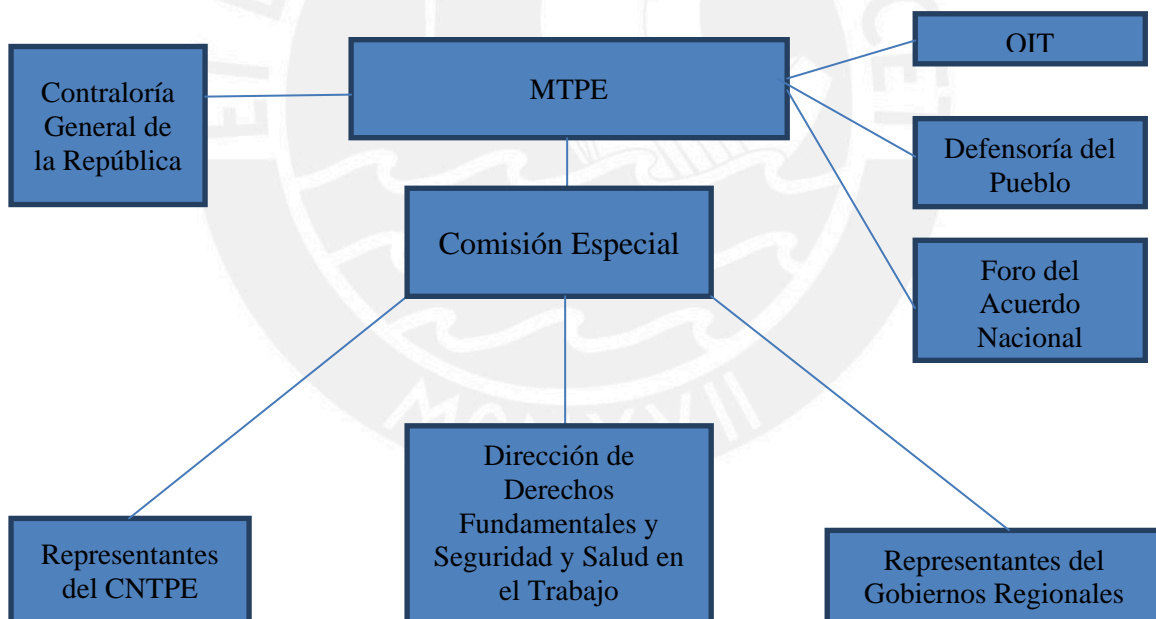 OIT
Contraloría
General de
la República
MTPE
Defensoría del
Pueblo
Comisión Especial
Foro del
Acuerdo
Nacional
Dirección de
Derechos
Fundamentales y
Seguridad y Salud en
el Trabajo
Representantes
del CNTPE
Representantes del
Gobiernos Regionales